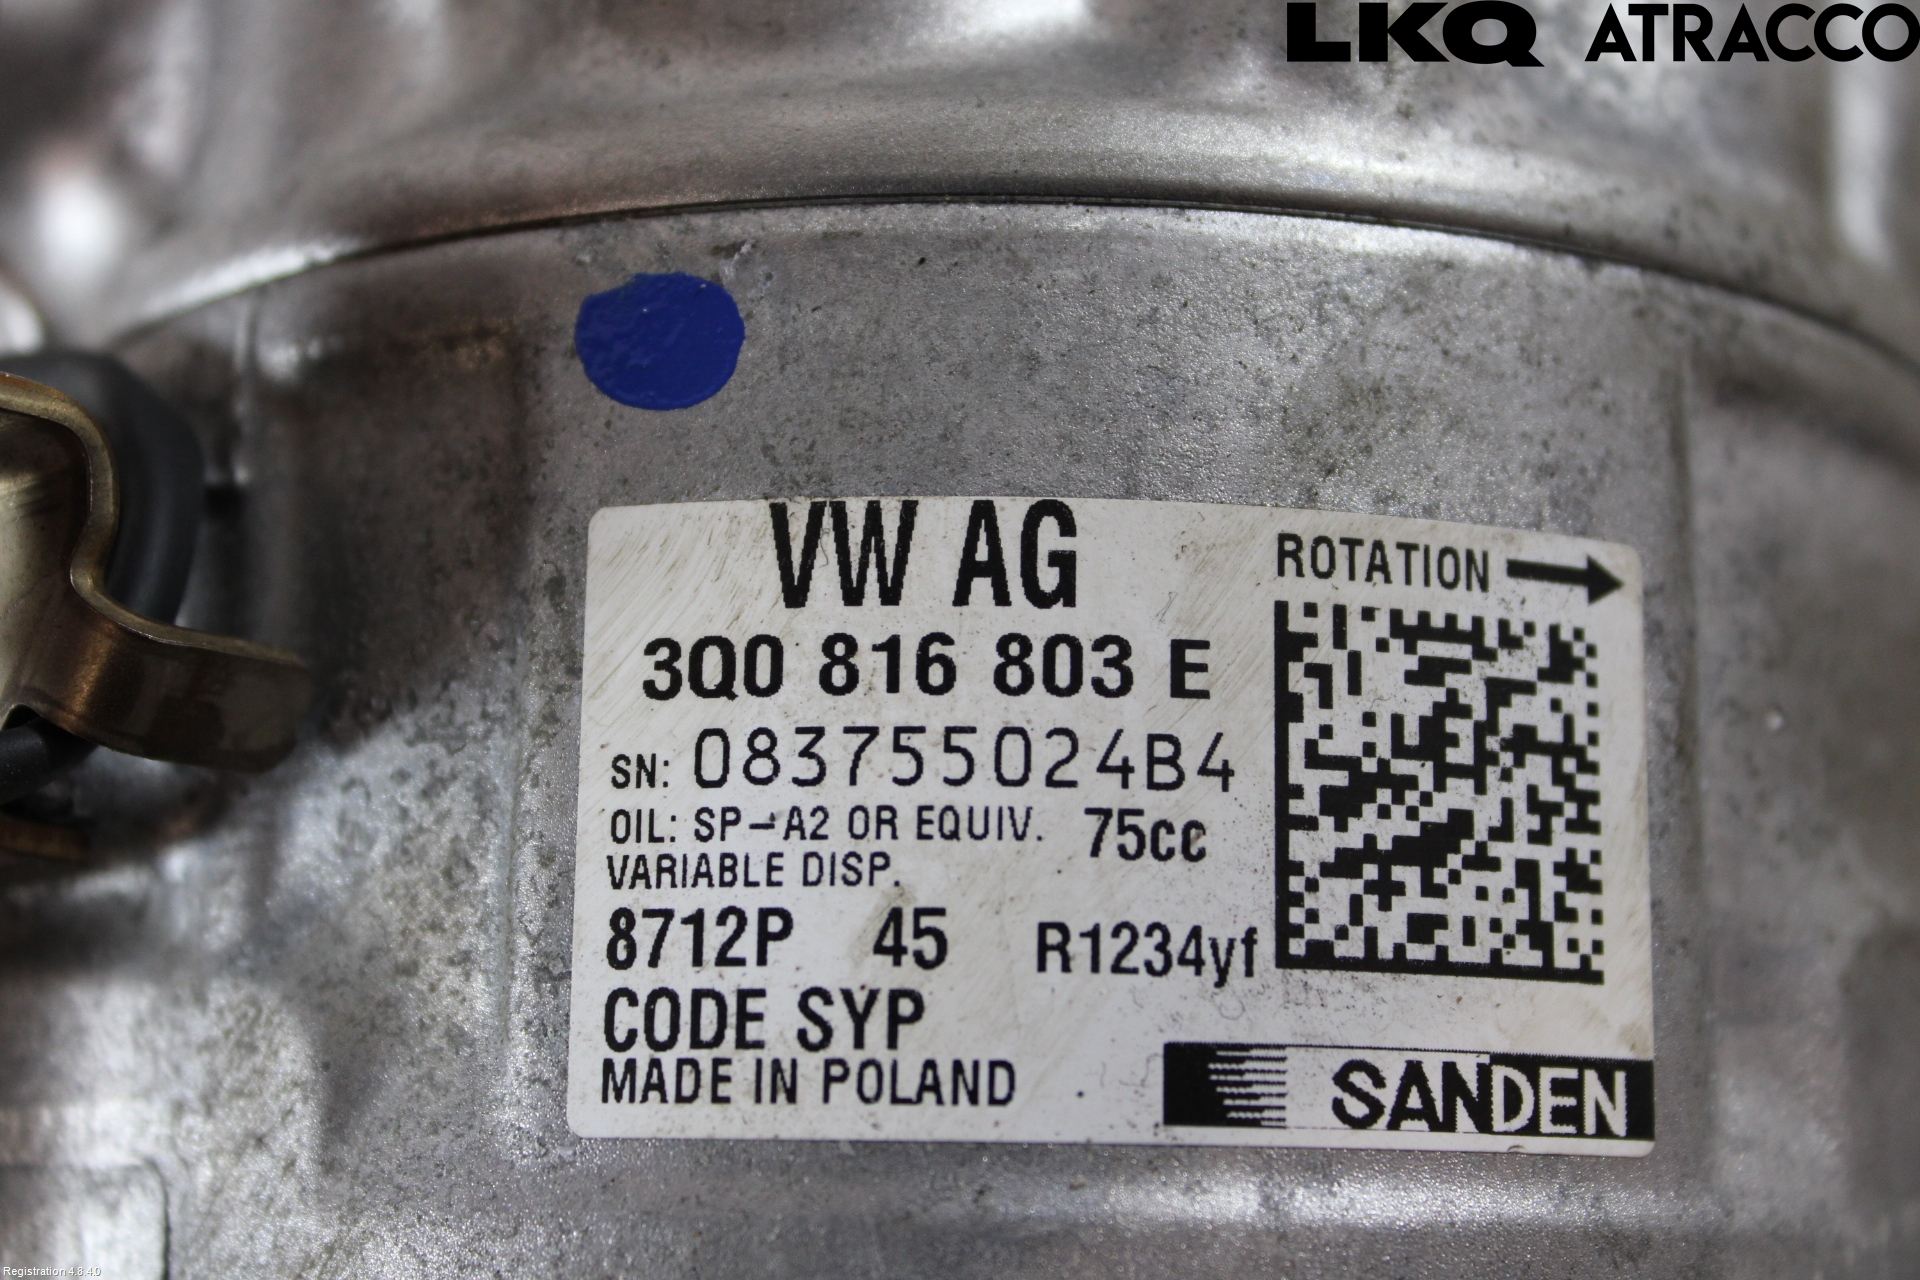 LKQ ATRACCO
VW AG
ROTATION
3Q0 816 803 E
SN: 083755024B4
OIL: SP-A2 OR EQUIV. 75cc
VARIABLE DISP.
8712P 45 R1234yf
CODE SYP
MADE IN POLAND
SANDEN
Registration 4.8.4.0